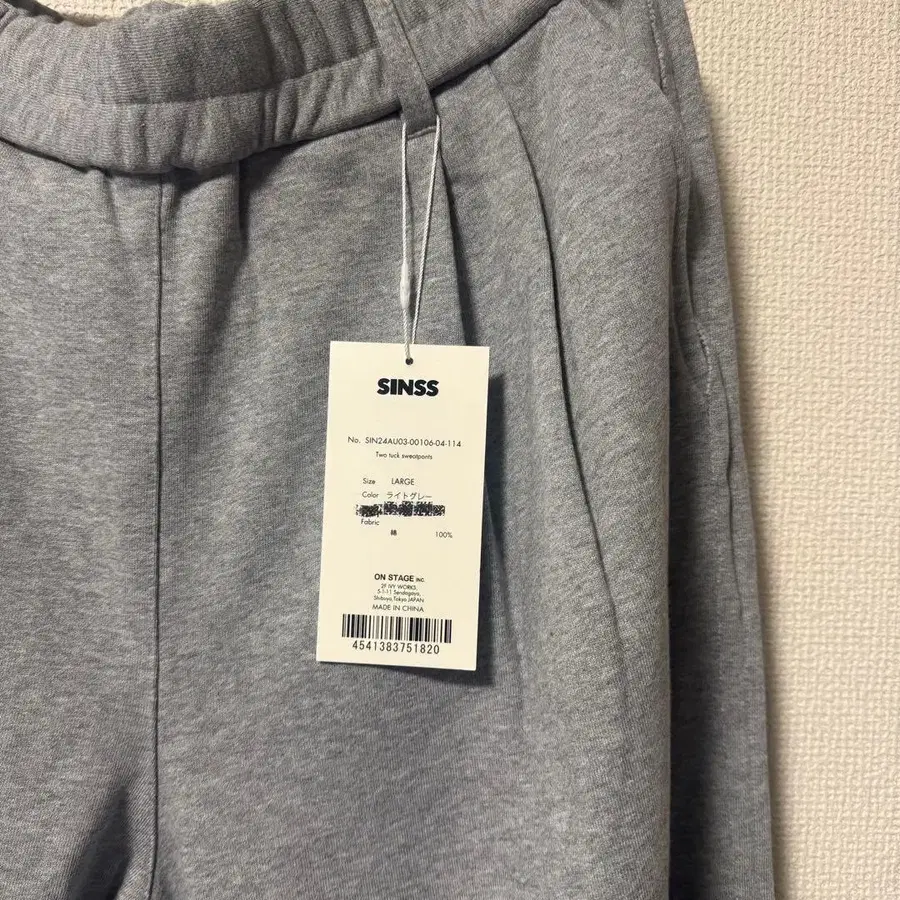 SINSS
No. SIN24AU03-00106-04-114
Two tuck sweatpants
Size LARGE
Color ライトグレー
Fabric
綿 100%
ON STAGE INC.
2F IVY WORKS,
5-1-11 Sendagaya,
Shibuya,Tokyo JAPAN
MADE IN CHINA
4541383751820